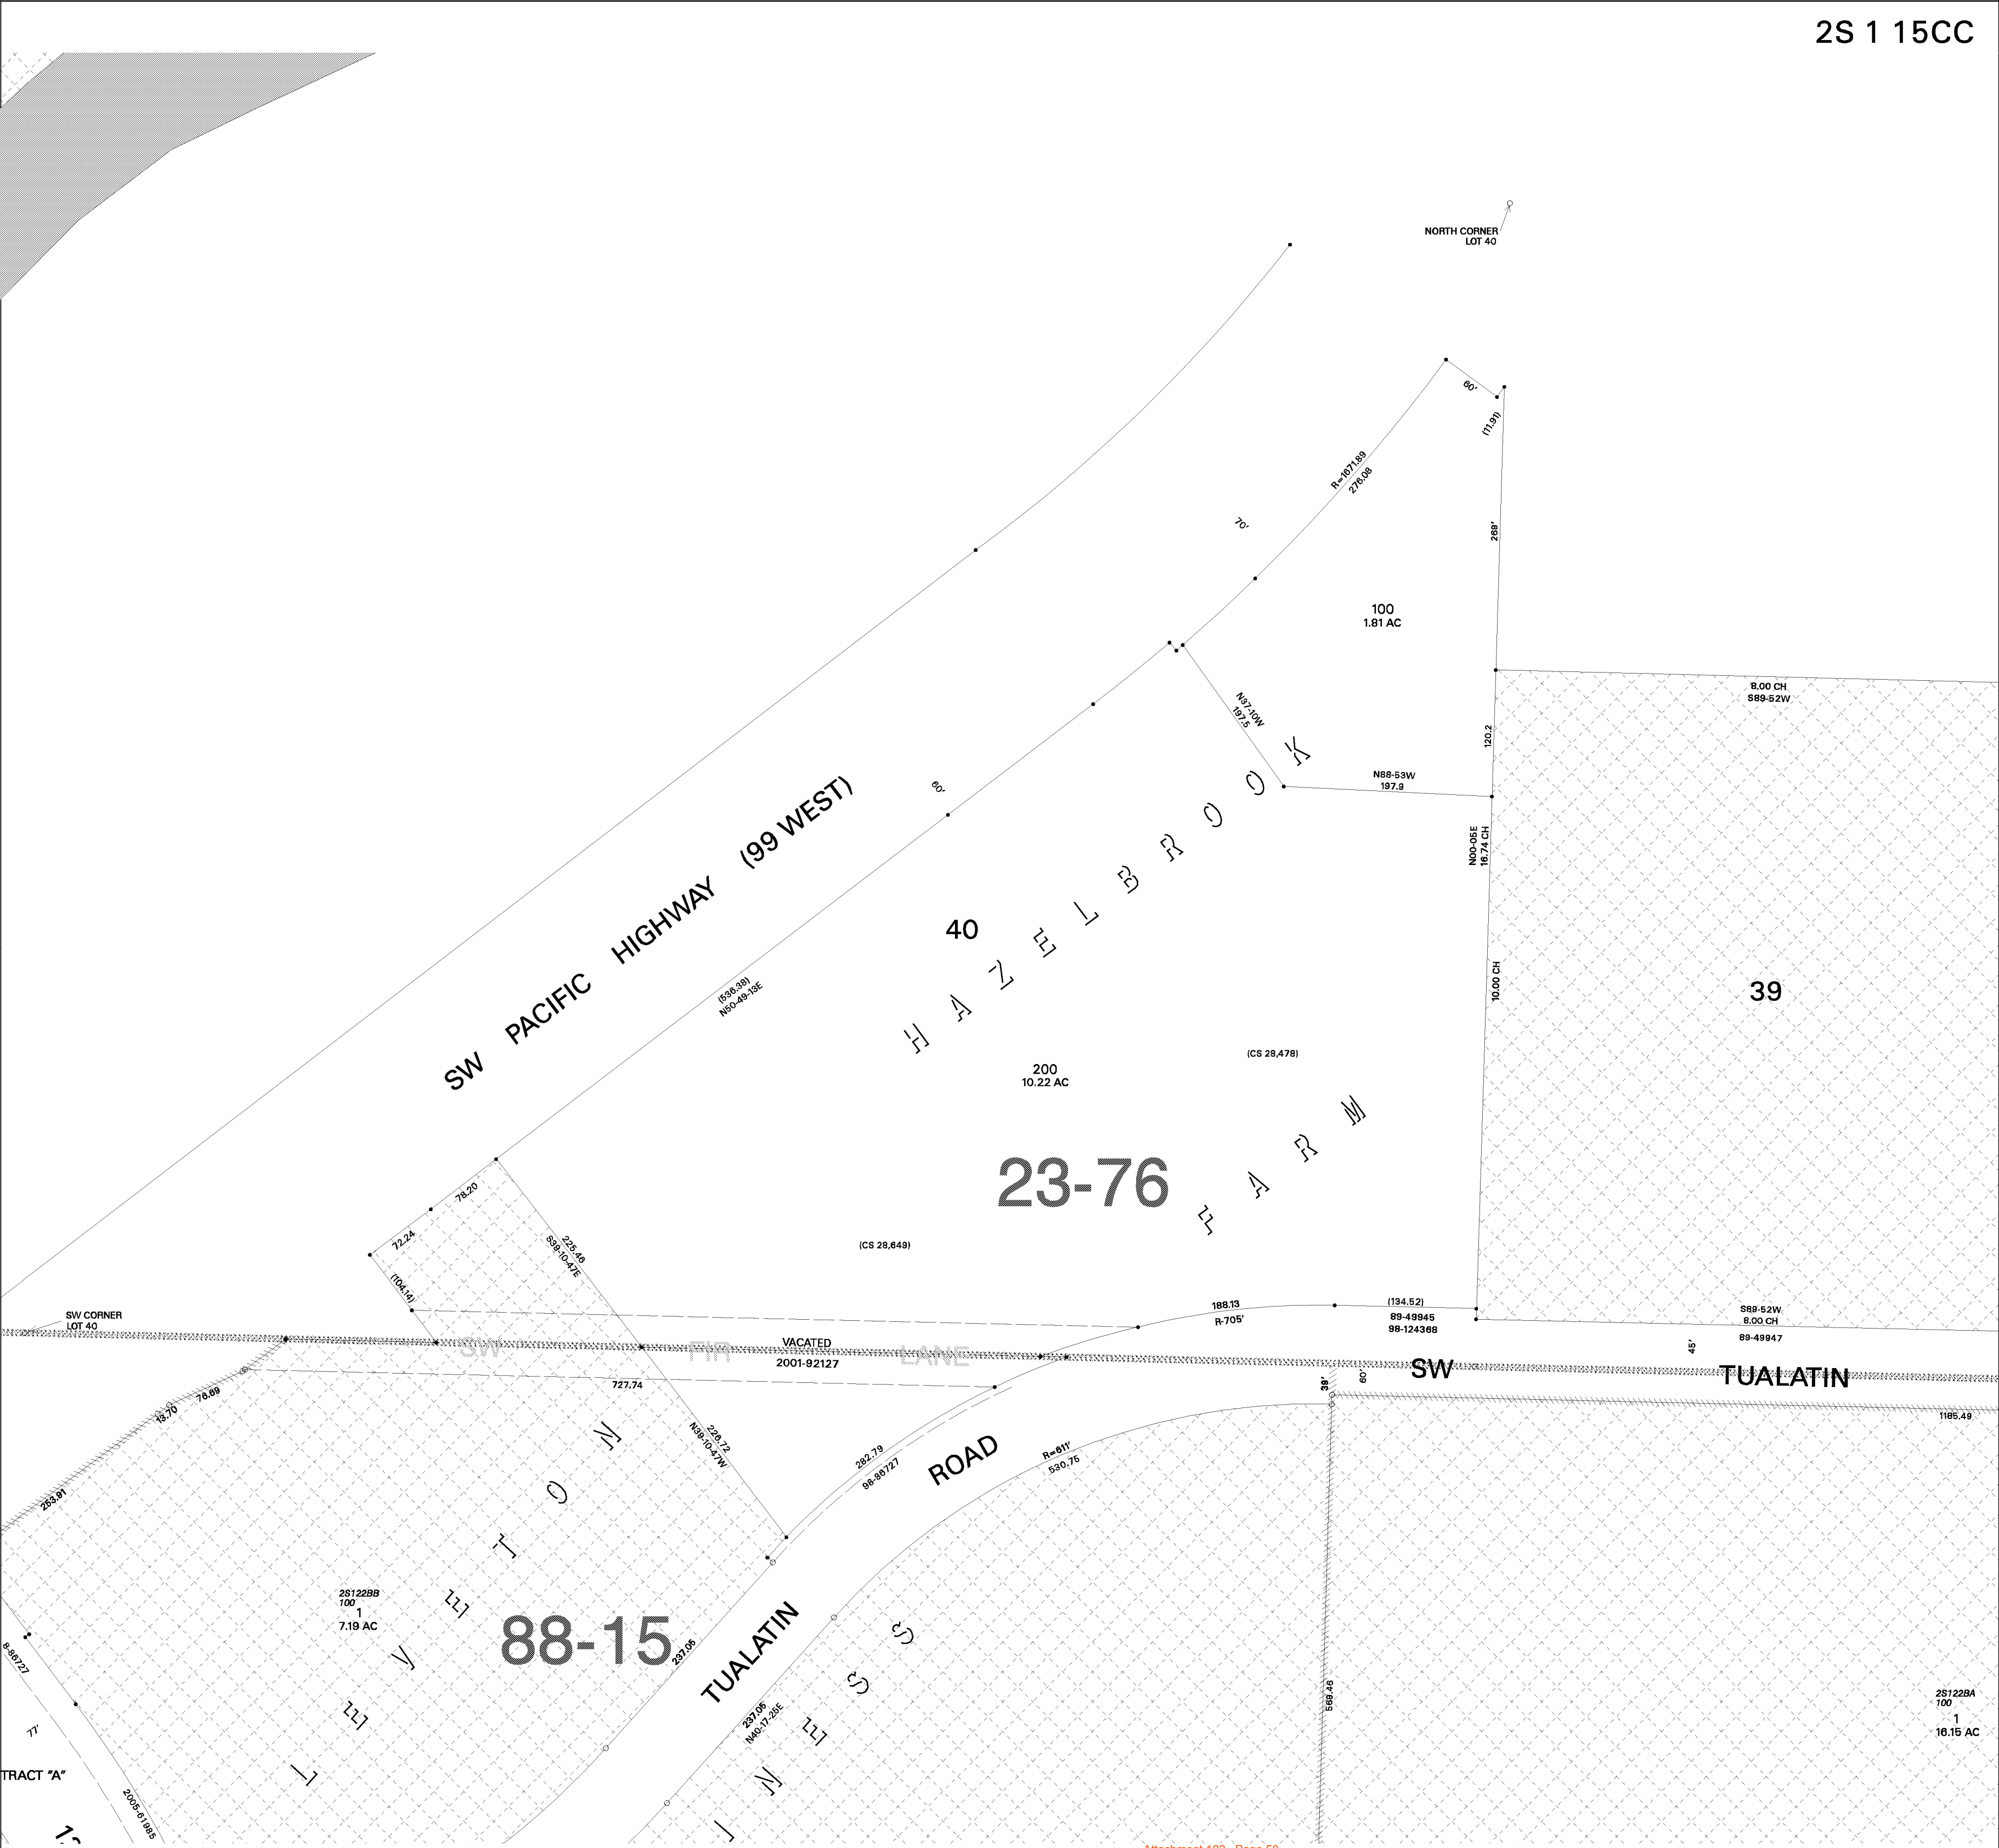 2S 1 15CC
NORTH CORNER
LOT 40
60'
(11.91)
R=1671.89
276.08
269'
70'
100
1.81 AC
8.00 CH
S89-52W
N37-10W
197.5
120.2
N88-53W
197.9
60'
SW PACIFIC HIGHWAY (99 WEST)
N00-05E
16.74 CH
HAZELBROOK
40
(536.38)
N50-49-13E
10.00 CH
39
(CS 28,478)
200
10.22 AC
FARM
23-76
78.20
72.24
(104.14)
225.46
S39-10-47E
(CS 28,649)
SW CORNER
LOT 40
188.13
R-705'
(134.52)
89-49945
98-124368
S89-52W
8.00 CH
89-49947
45'
SW FIR LANE
VACATED
2001-92127
727.74
39'
60'
SW TUALATIN
1185.49
76.69
13.70
253.91
226.72
N39-10-47W
282.79
98-86727
ROAD
R=611'
530.75
LEVETON
2S122BB
100
1
7.19 AC
88-15
237.05
TUALATIN
237.05
N40-17-25E
INESS
569.46
2S122BA
100
1
16.15 AC
8-86727
77'
TRACT "A"
2005-61985